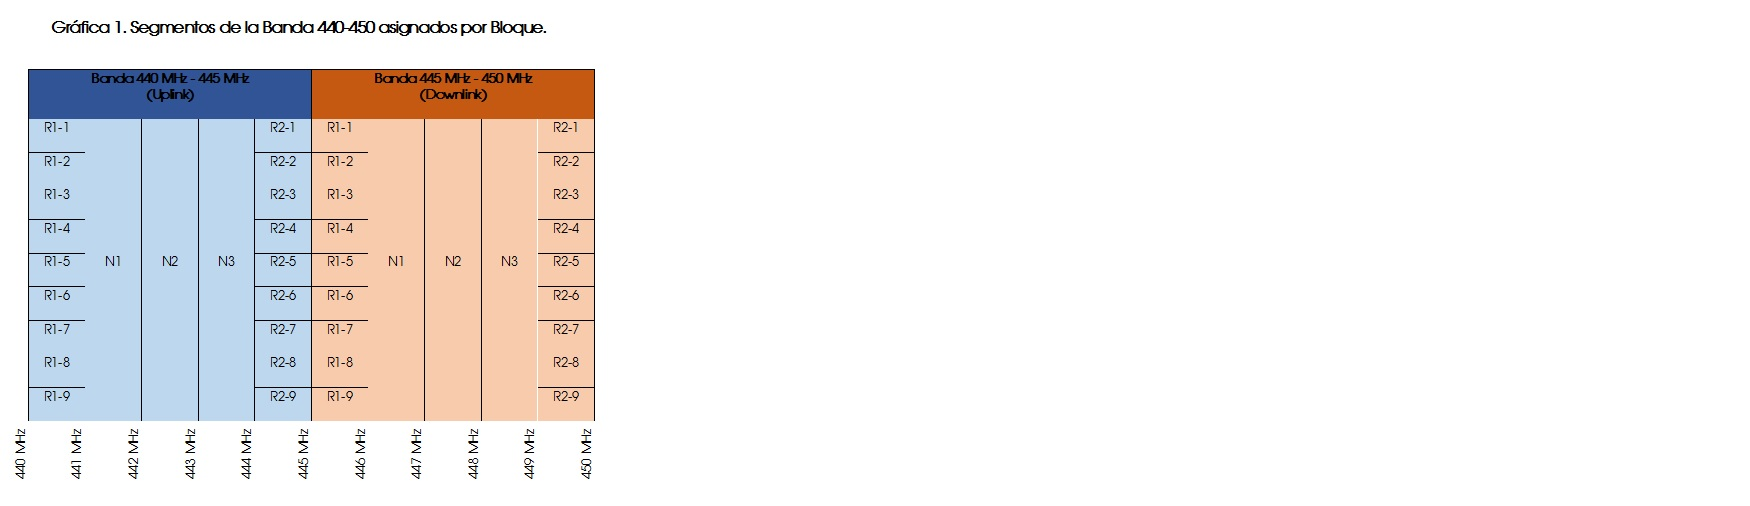 Gráfica 1. Segmentos de la Banda 440-450 asignados por Bloque.
Banda 440 MHz - 445 MHz Banda 445 MHz - 450 MHz
(Uplink) (Downlink)
R1-1 R2-1 R1-1 R2-1
R1-2 R2-2 R1-2 R2-2
R1-3 R2-3 R1-3 R2-3
R1-4 R2-4 R1-4 R2-4
R1-5 N1 N2 N3 R2-5 R1-5 N1 N2 N3 R2-5
R1-6 R2-6 R1-6 R2-6
R1-7 R2-7 R1-7 R2-7
R1-8 R2-8 R1-8 R2-8
R1-9 R2-9 R1-9 R2-9
440 MHz 441 MHz 442 MHz 443 MHz 444 MHz 445 MHz 446 MHz 447 MHz 448 MHz 449 MHz 450 MHz